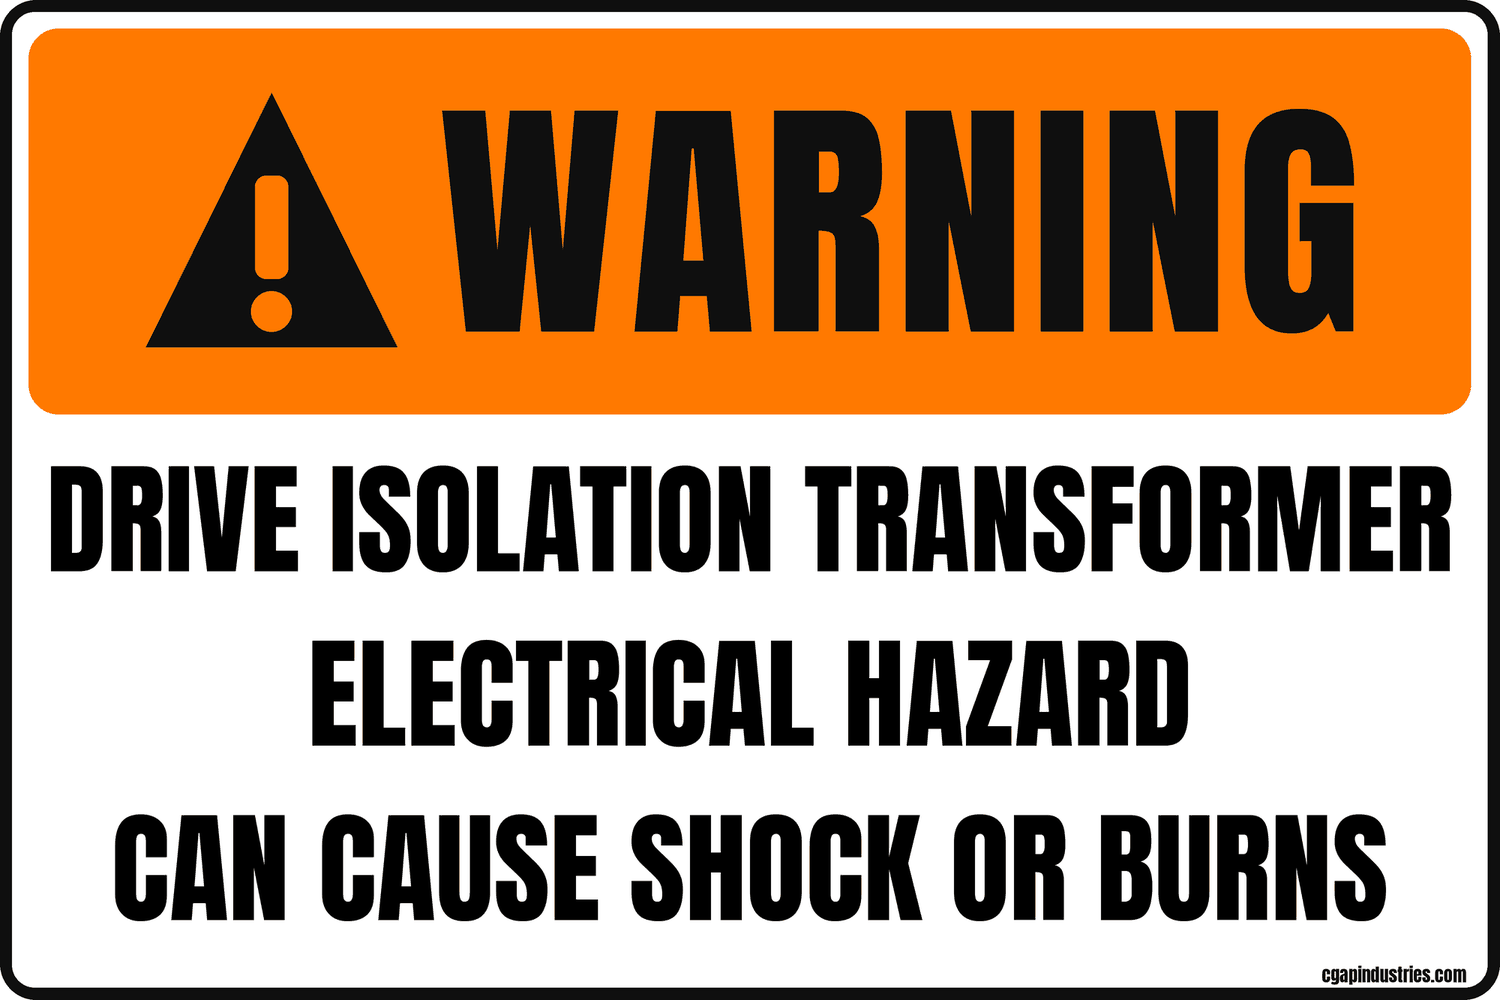 WARNING
DRIVE ISOLATION TRANSFORMER
ELECTRICAL HAZARD
CAN CAUSE SHOCK OR BURNS
cgapindustries.com